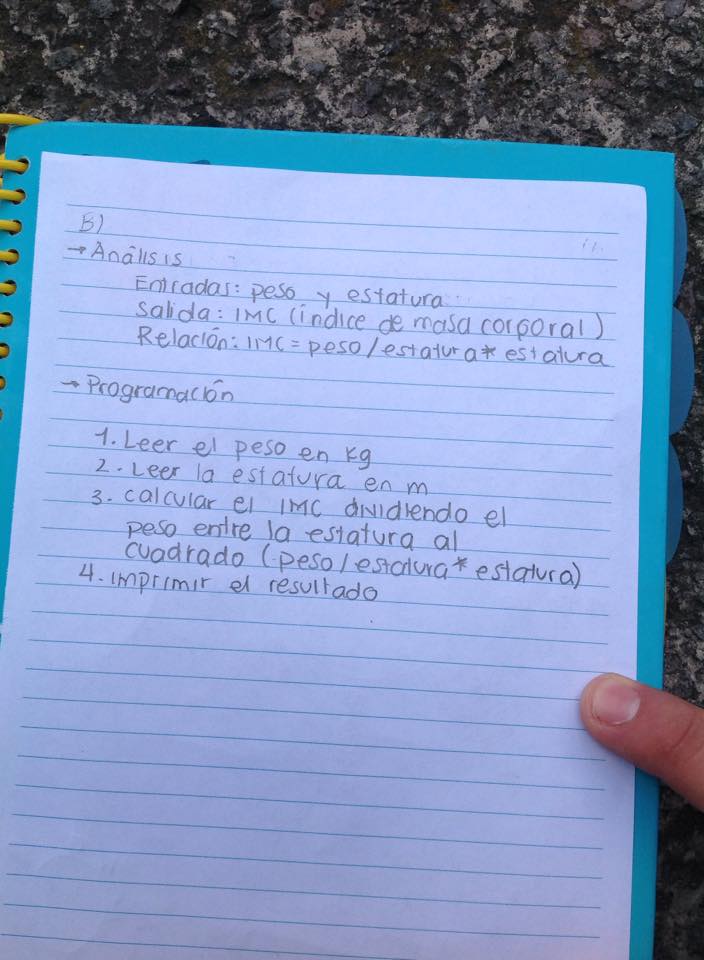 B)
→ Análisis
Entradas: peso y estatura
Salida: IMC (índice de masa corporal)
Relación: IMC = peso/estatura* estatura
→ Programación
1. Leer el peso en kg
2. Leer la estatura en m
3. calcular el IMC dividiendo el
peso entre la estatura al
cuadrado (peso/estatura* estatura)
4. imprimir el resultado